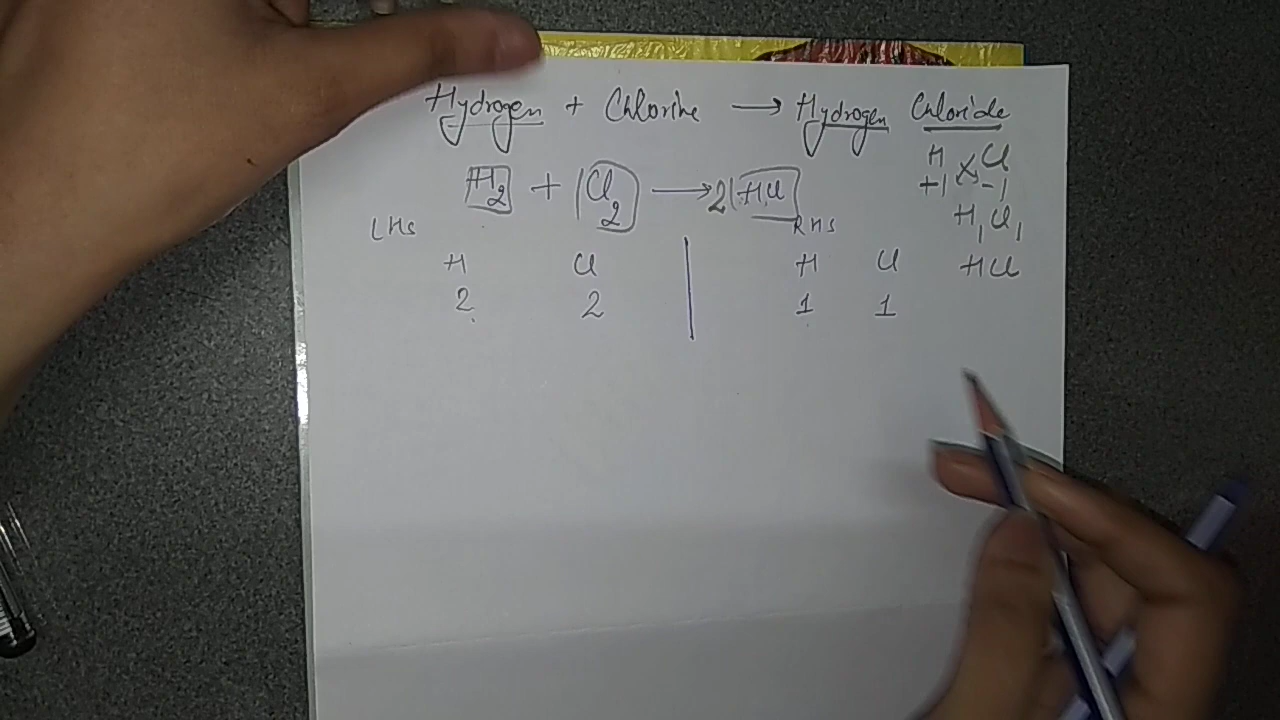 Hydrogen + Chlorine → Hydrogen Chloride
H Cl
+1 -1
H₂ + Cl₂ → 2HCl
H₁Cl₁
LHS RHS
H Cl H Cl HCl
2 2 1 1